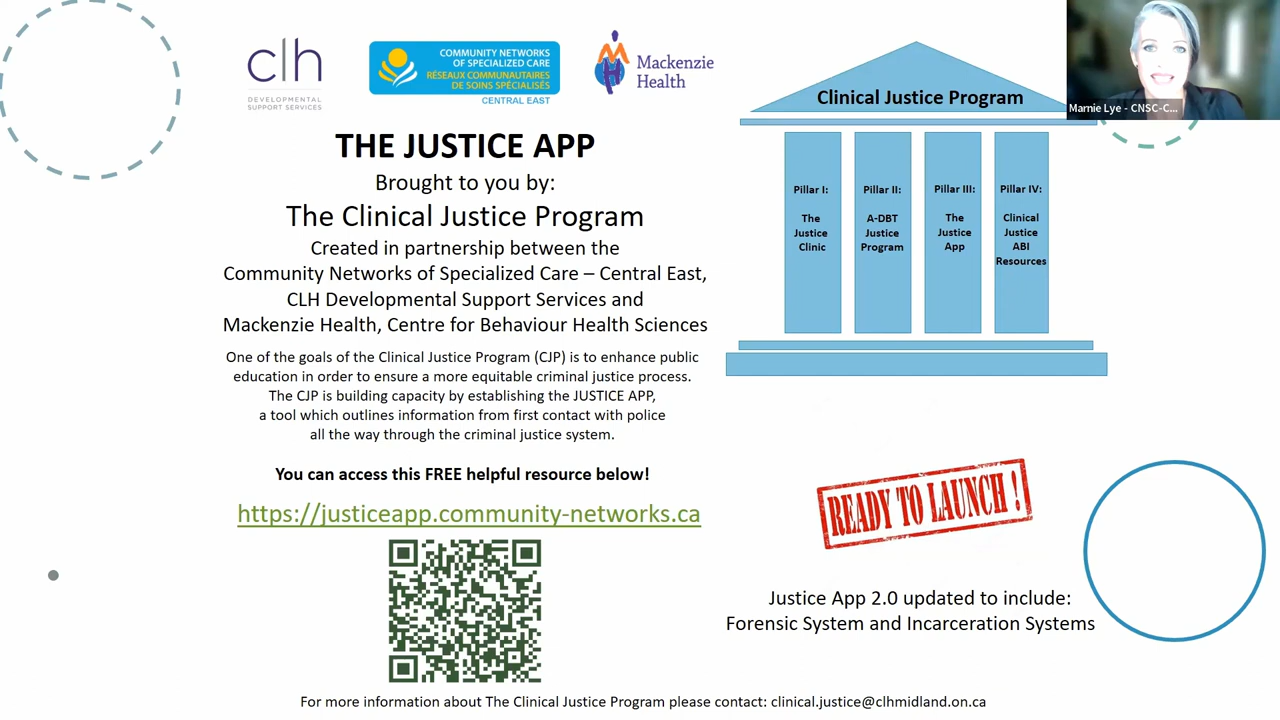 clh
DEVELOPMENTAL
SUPPORT SERVICES
COMMUNITY NETWORKS
OF SPECIALIZED CARE
RÉSEAUX COMMUNAUTAIRES
DE SOINS SPÉCIALISÉS
CENTRAL EAST
Mackenzie
Health
THE JUSTICE APP
Brought to you by:
The Clinical Justice Program
Created in partnership between the
Community Networks of Specialized Care – Central East,
CLH Developmental Support Services and
Mackenzie Health, Centre for Behaviour Health Sciences
One of the goals of the Clinical Justice Program (CJP) is to enhance public
education in order to ensure a more equitable criminal justice process.
The CJP is building capacity by establishing the JUSTICE APP,
a tool which outlines information from first contact with police
all the way through the criminal justice system.
You can access this FREE helpful resource below!
https://justiceapp.community-networks.ca
Clinical Justice Program
Pillar I:
The
Justice
Clinic
Pillar II:
A-DBT
Justice
Program
Pillar III:
The
Justice
App
Pillar IV:
Clinical
Justice
ABI
Resources
Marnie Lye - CNSC-C...
READY TO LAUNCH !
Justice App 2.0 updated to include:
Forensic System and Incarceration Systems
For more information about The Clinical Justice Program please contact: clinical.justice@clhmidland.on.ca